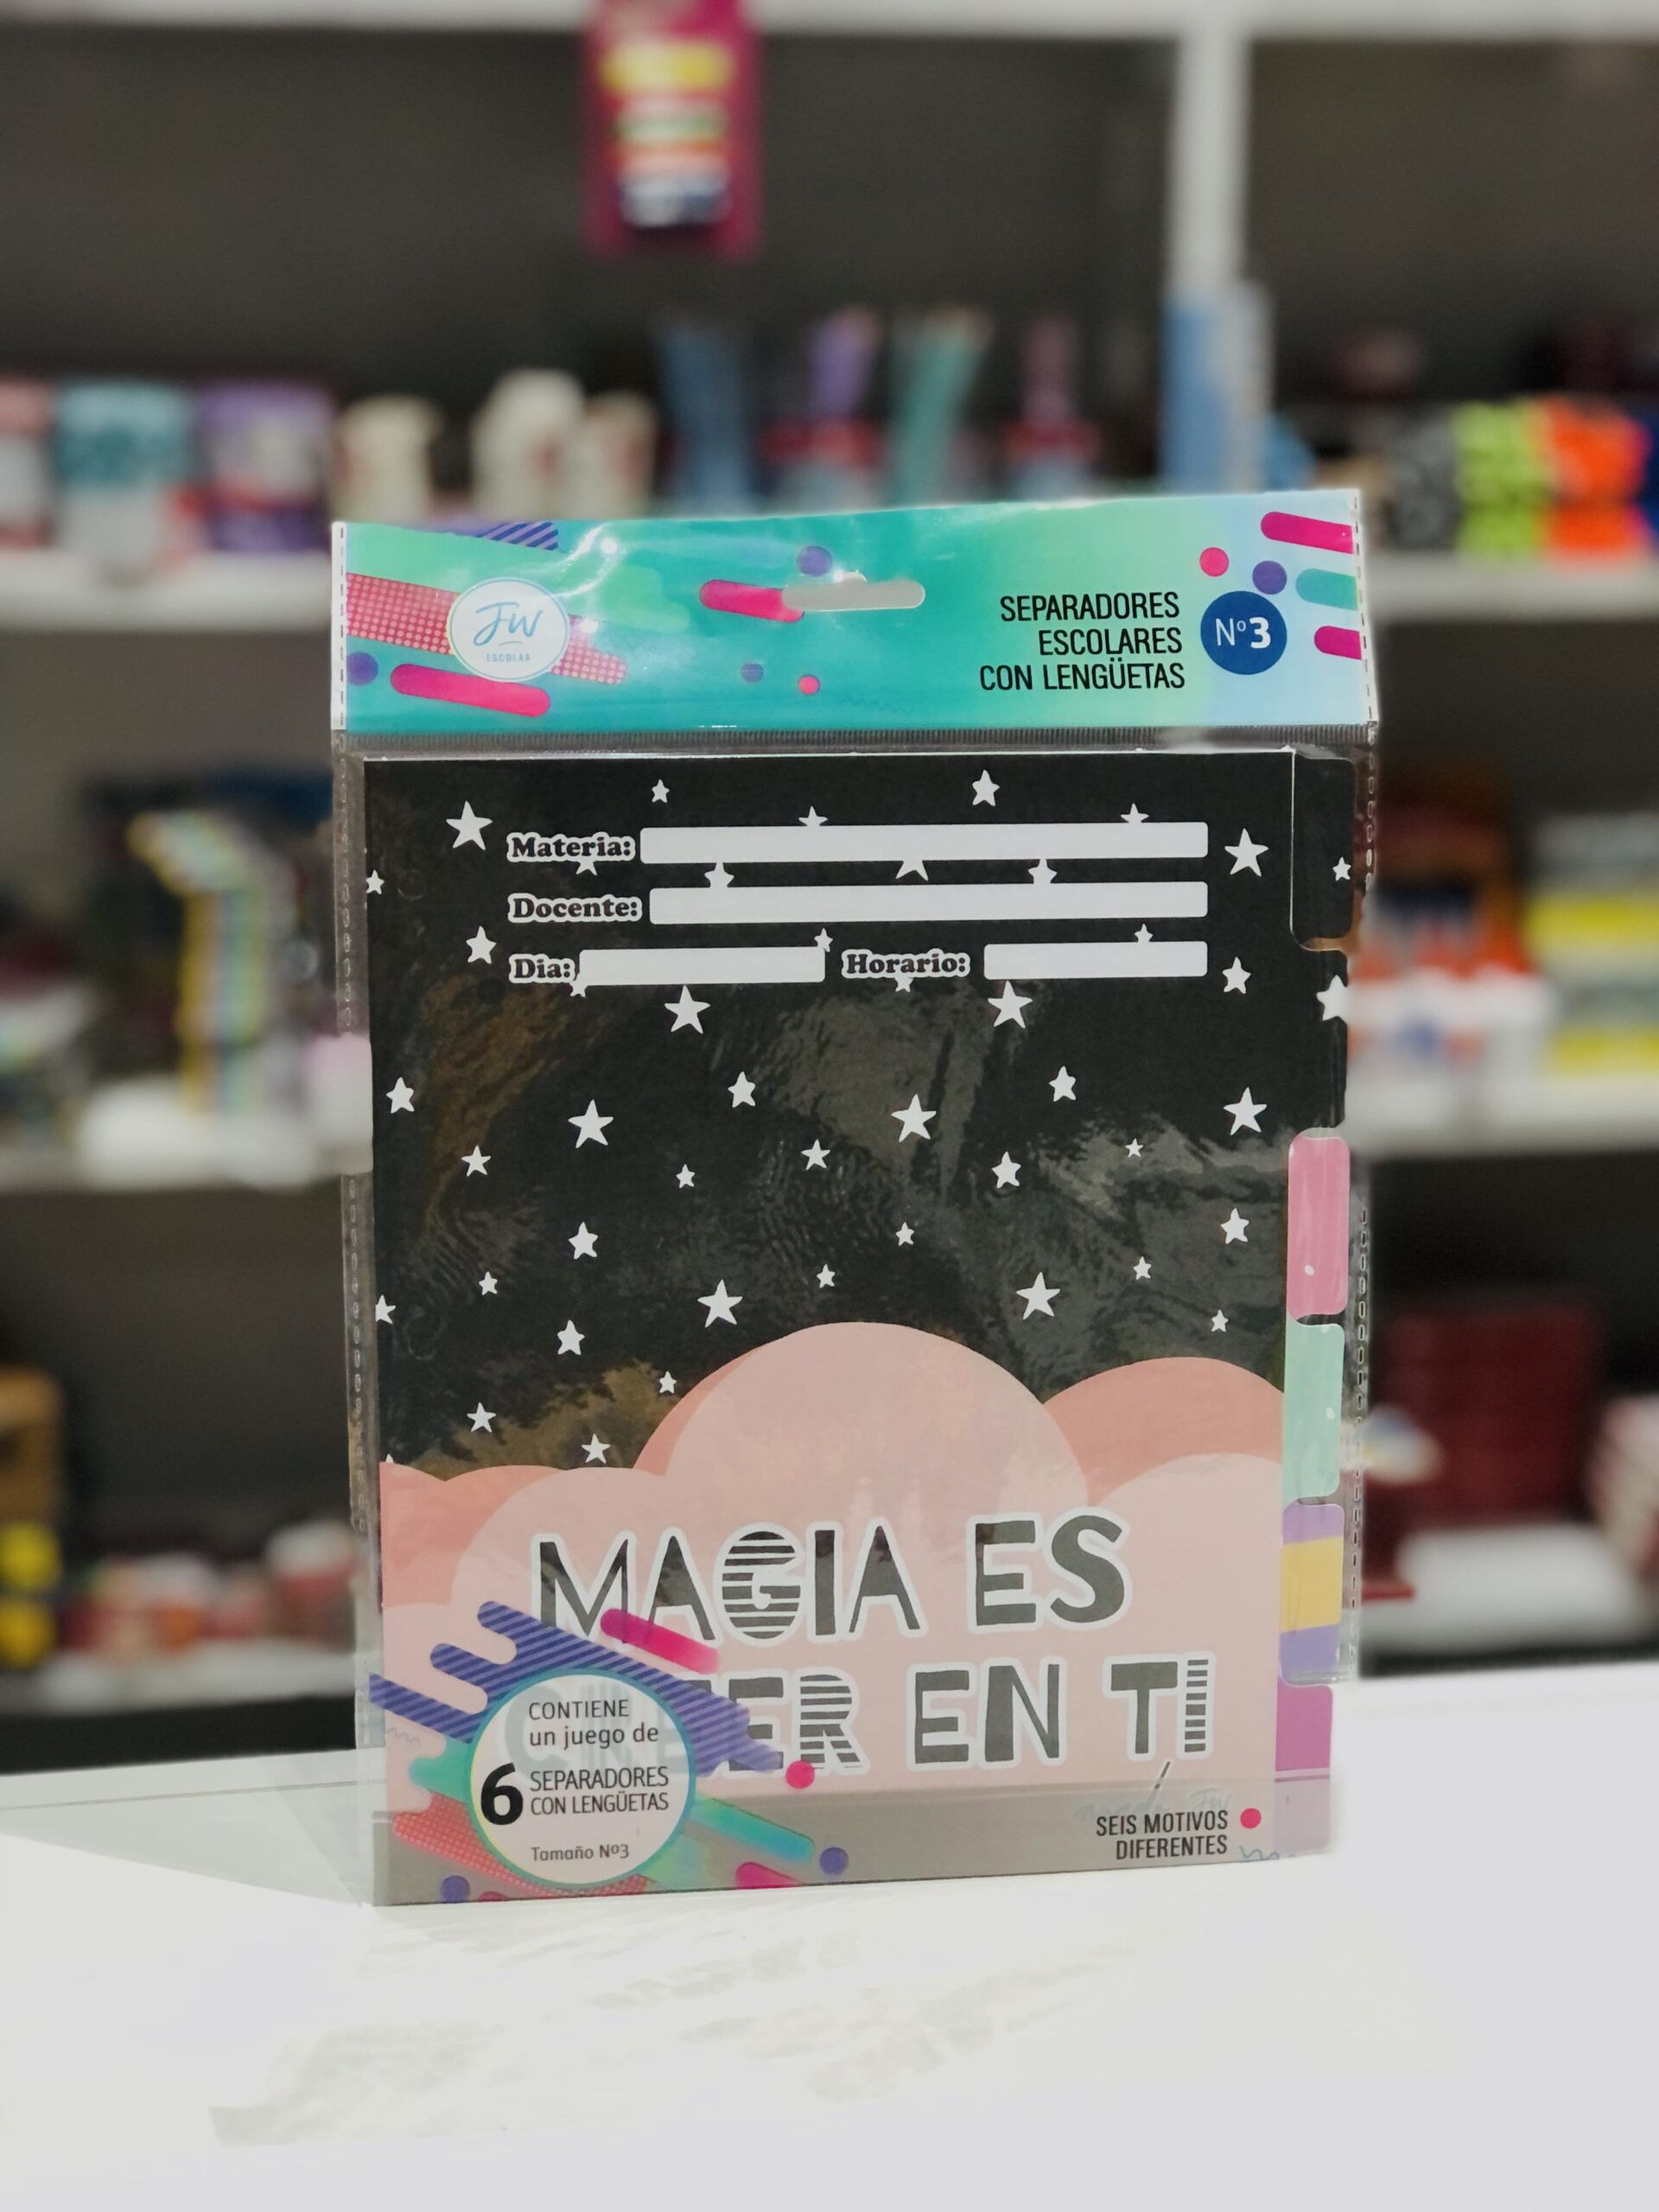 JW
ESCOLAR
SEPARADORES
ESCOLARES
CON LENGÜETAS
Nº3
Materia:
Docente:
Dia:
Horario:
MAGIA ES
EN TI
CONTIENE
un juego de
6 SEPARADORES
CON LENGÜETAS
Tamaño Nº3
SEIS MOTIVOS
DIFERENTES